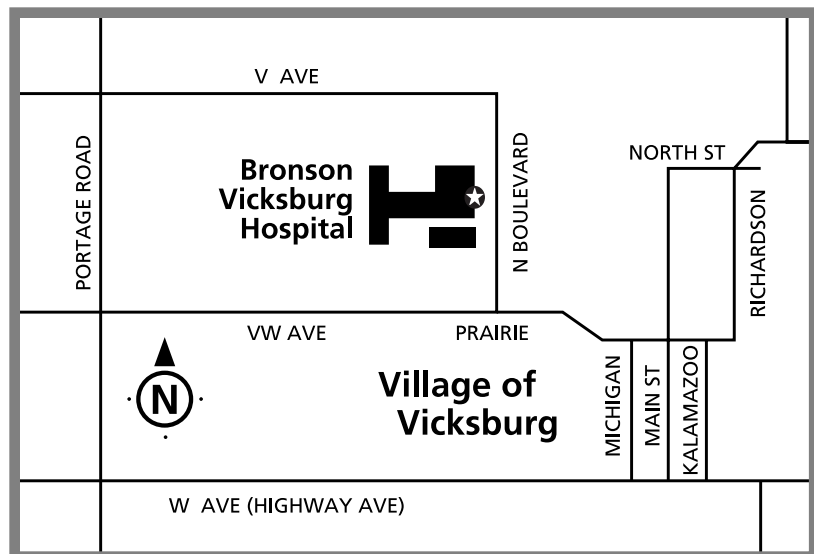 V AVE
PORTAGE ROAD
Bronson
Vicksburg
Hospital
N BOULEVARD
NORTH ST
RICHARDSON
VW AVE
PRAIRIE
N
Village of
Vicksburg
MICHIGAN
MAIN ST
KALAMAZOO
W AVE (HIGHWAY AVE)